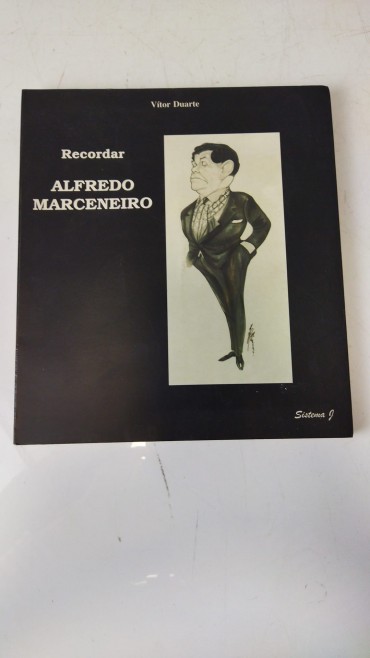 Vítor Duarte
Recordar
ALFREDO
MARCENEIRO
Sistema J